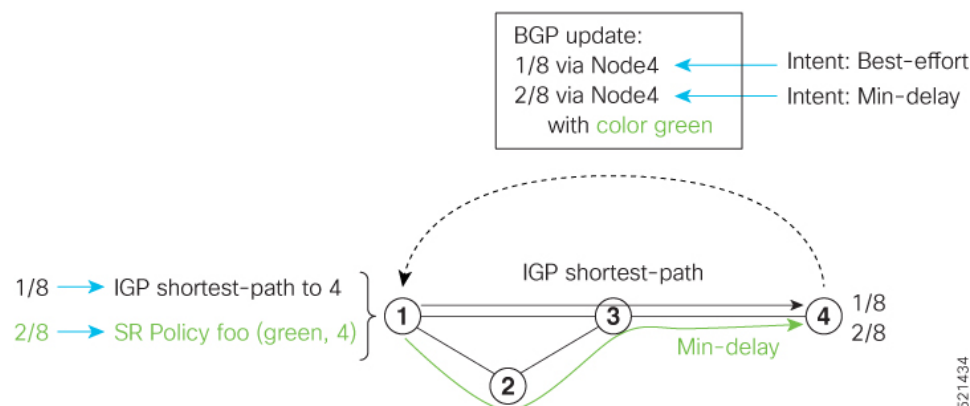 BGP update:
1/8 via Node4
Intent: Best-effort
2/8 via Node4
Intent: Min-delay
with color green
IGP shortest-path
1/8
IGP shortest-path to 4
2/8
SR Policy foo (green, 4)
1
3
4
1/8
2/8
Min-delay
2
521434